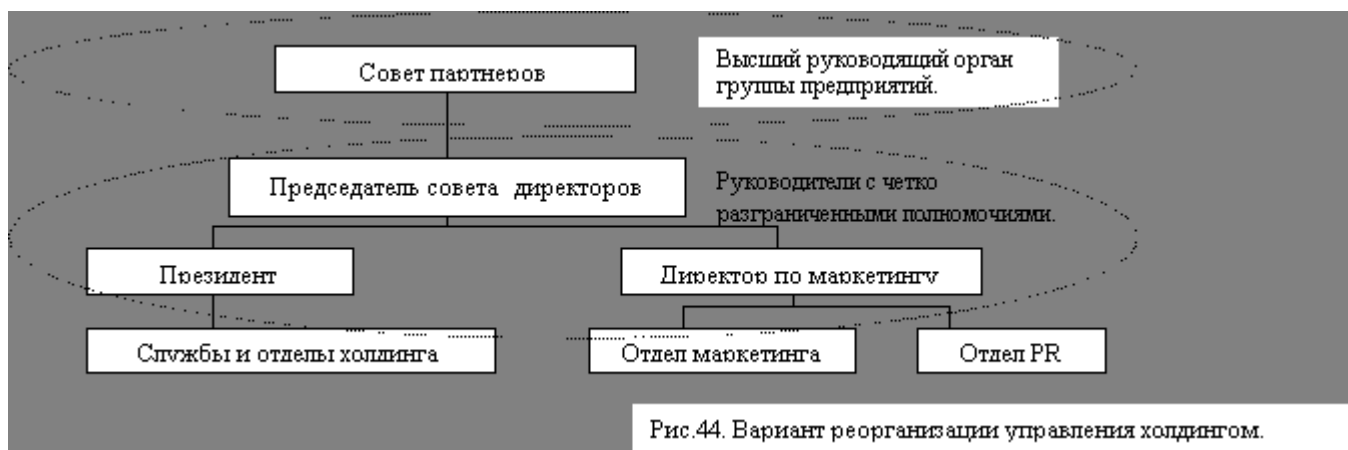 Совет партнеров
Высший руководящий орган
группы предприятий.
Председатель совета директоров
Руководители с четко
разграниченными полномочиями.
Президент
Директор по маркетингу
Службы и отделы холдинга
Отдел маркетинга
Отдел PR
Рис.44. Вариант реорганизации управления холдингом.